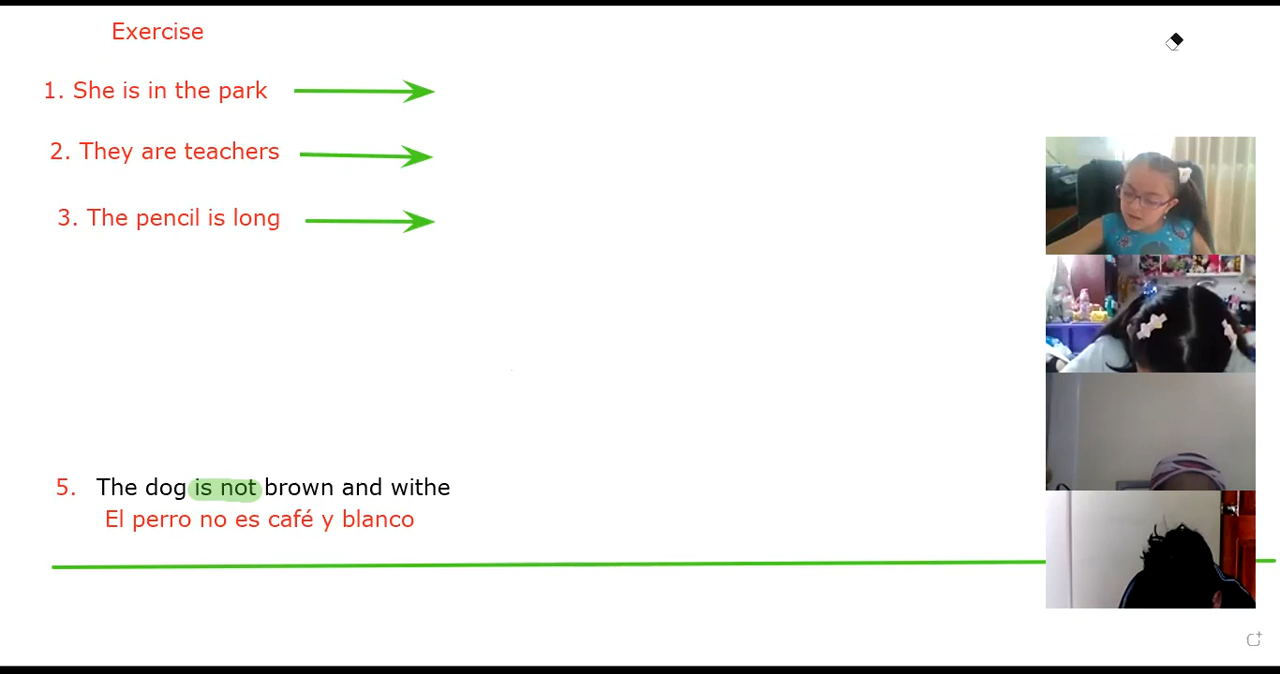 Exercise
1. She is in the park
2. They are teachers
3. The pencil is long
5. The dog is not brown and withe
El perro no es café y blanco